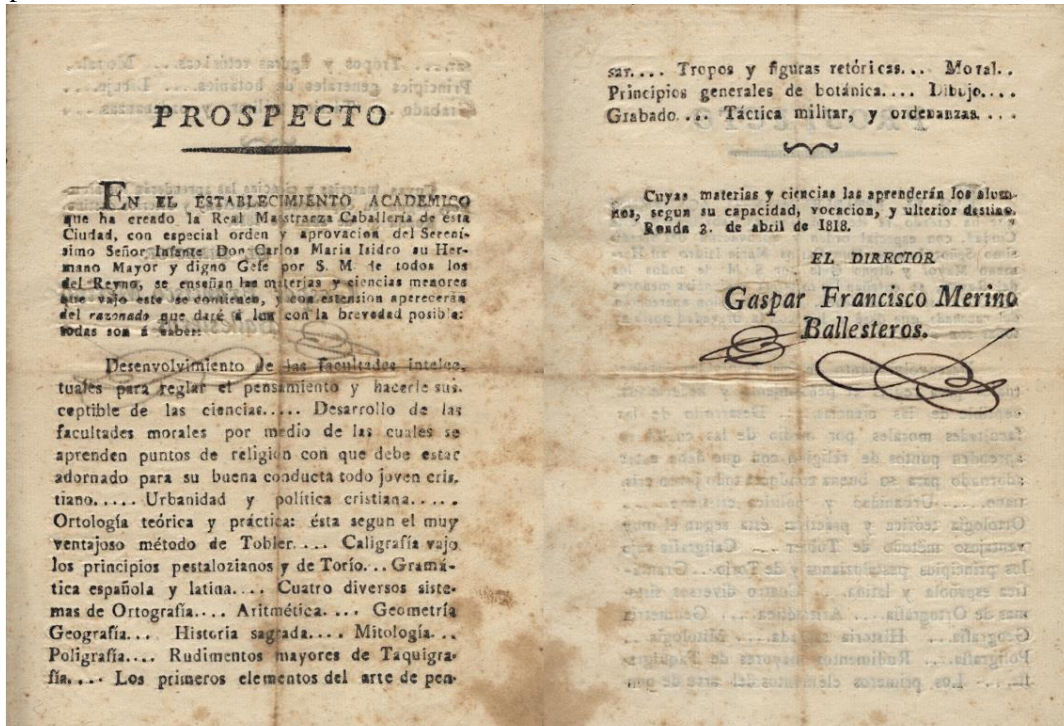 PROSPECTO
EN EL ESTABLECIMIENTO ACADEMICO
que ha creado la Real Maestranza Caballería de ésta
Ciudad, con especial orden y aprovacion del Sereni-
simo Señor Infante Don Carlos Maria Isidro su Her-
mano Mayor y digno Gefe por S. M. de todos los
del Reyno, se enseñan las materias y ciencias menores
que vajo este se contienen, y con estension aperecerán
del razonado que daré á luz con la brevedad posible:
todas son á saber:
Desenvolvimiento de las facultades intelec-
tuales para reglar el pensamiento y hacerle sus-
ceptible de las ciencias..... Desarrollo de las
facultades morales por medio de las cuales se
aprenden puntos de religion con que debe estar
adornado para su buena conducta todo joven cris-
tiano..... Urbanidad y política cristiana.....
Ortología teórica y práctica: ésta segun el muy
ventajoso método de Tobler.... Caligrafía vajo
los principios pestalozianos y de Torío... Gramá-
tica española y latina.... Cuatro diversos siste-
mas de Ortografía.... Aritmética.... Geometría
Geografía... Historia sagrada.... Mitología...
Poligrafía.... Rudimentos mayores de Taquigra-
fía.... Los primeros elementos del arte de pen-
sar.... Tropos y figuras retóricas... Moral..
Principios generales de botánica.... Dibujo....
Grabado.... Táctica militar, y ordenanzas....
Cuyas materias y ciencias las aprenderán los alum-
nos, segun su capacidad, vocacion, y ulterior destino.
Ronda 2. de abril de 1818.
EL DIRECTOR
Gaspar Francisco Merino
Ballesteros.